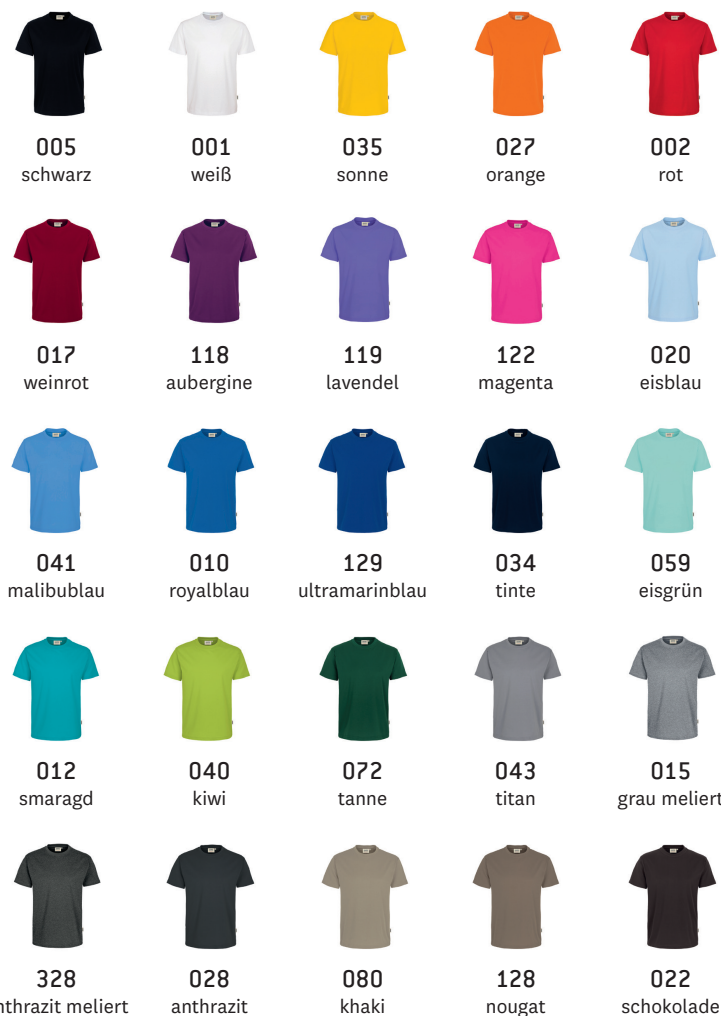 005 001 035 027 002
schwarz weiß sonne orange rot
017 118 119 122 020
weinrot aubergine lavendel magenta eisblau
041 010 129 034 059
malibublau royalblau ultramarinblau tinte eisgrün
012 040 072 043 015
smaragd kiwi tanne titan grau meliert
328 028 080 128 022
nthrazit meliert anthrazit khaki nougat schokolade